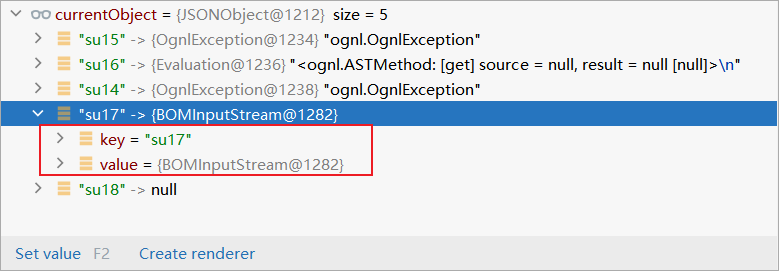 currentObject = {JSONObject@1212} size = 5
"su15" -> {OgnlException@1234} "ognl.OgnlException"
"su16" -> {Evaluation@1236} "<ognl.ASTMethod: [get] source = null, result = null [null]>\n"
"su14" -> {OgnlException@1238} "ognl.OgnlException"
"su17" -> {BOMInputStream@1282}
key = "su17"
value = {BOMInputStream@1282}
"su18" -> null
Set value F2 Create renderer